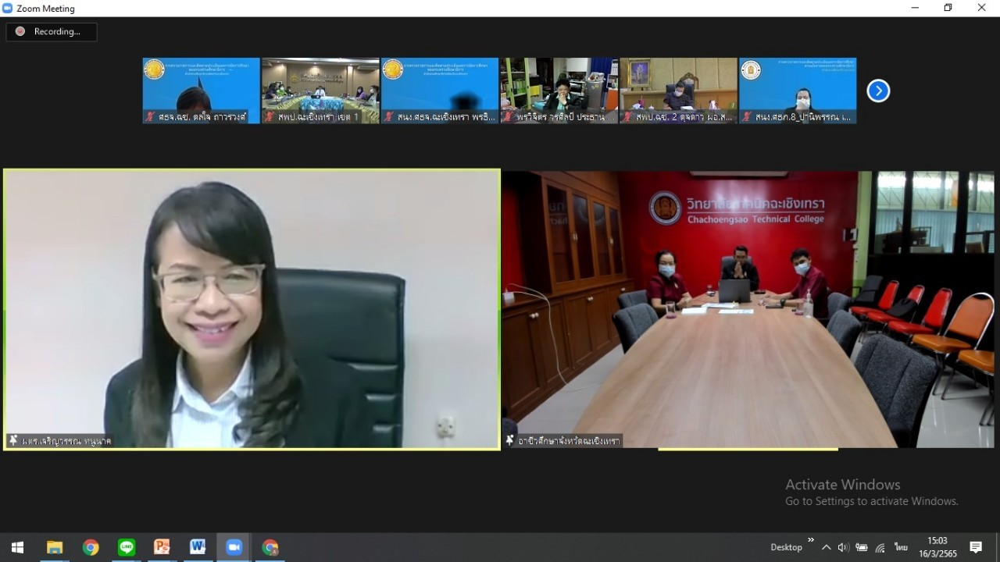 Zoom Meeting
Recording...
ศธจ.ฉช. ดลใจ ถาวรวงศ์
สพป.ฉะเชิงเทรา เขต 1
สนง.ศธจ.ฉะเชิงเทรา พรธิ...
พรวิจิตร วรศิลป์ ประธาน ...
สพป.ฉช. 2 ดุจดาว ผอ.ส...
สนง.ศธภ.8_ปานิพรรณ เ...
วิทยาลัยเทคนิคฉะเชิงเทรา
Chachoengsao Technical College
ผตร.เจริญวรรณ หนูนาค
อาชีวศึกษาจังหวัดฉะเชิงเทรา
Activate Windows
Go to Settings to activate Windows.
Desktop
ไทย
15:03
16/3/2565